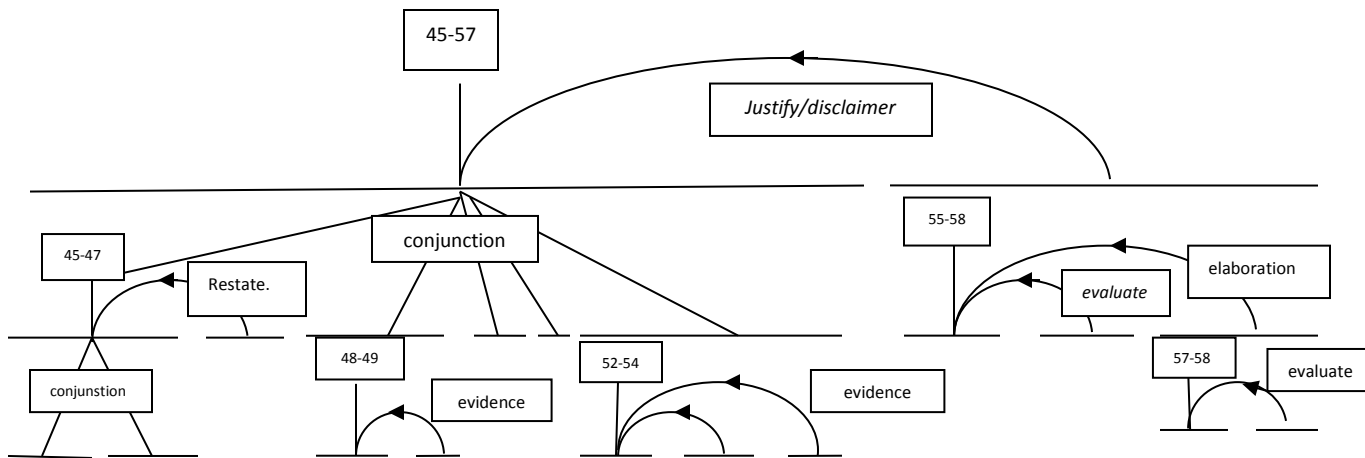 45-57
Justify/disclaimer
conjunction
55-58
45-47
Restate.
elaboration
evaluate
48-49
52-54
57-58
evaluate
conjunstion
evidence
evidence